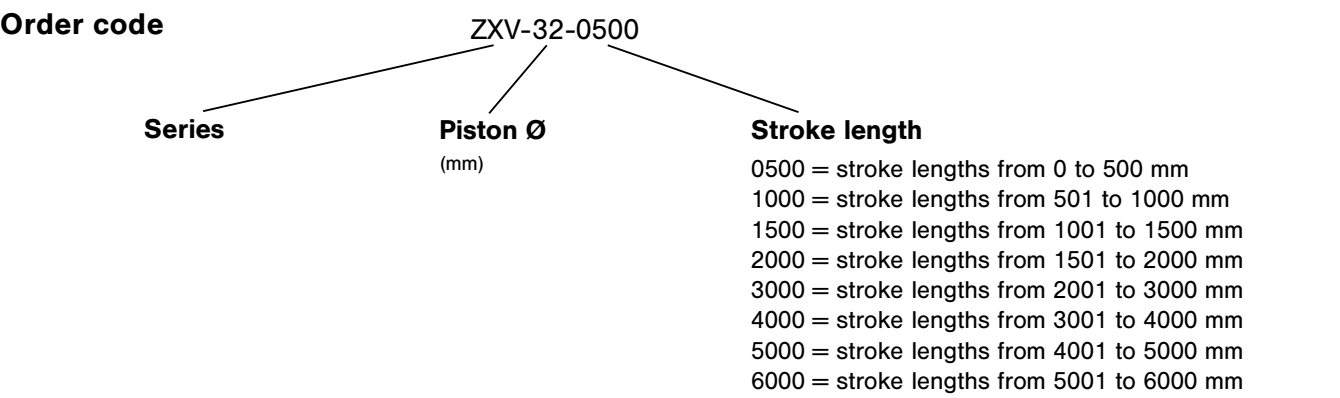 Order code
ZXV-32-0500
Series
Piston Ø
(mm)
Stroke length
0500 = stroke lengths from 0 to 500 mm
1000 = stroke lengths from 501 to 1000 mm
1500 = stroke lengths from 1001 to 1500 mm
2000 = stroke lengths from 1501 to 2000 mm
3000 = stroke lengths from 2001 to 3000 mm
4000 = stroke lengths from 3001 to 4000 mm
5000 = stroke lengths from 4001 to 5000 mm
6000 = stroke lengths from 5001 to 6000 mm